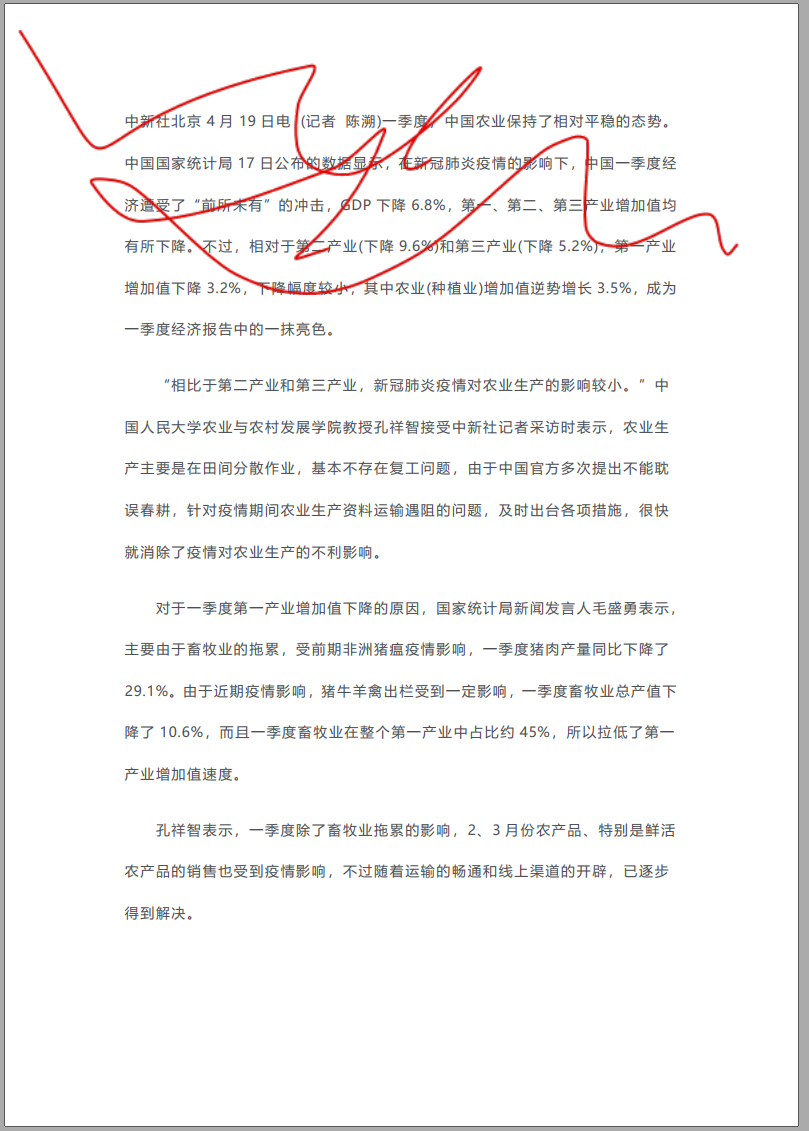 中新社北京 4 月 19 日电 (记者 陈溯)一季度，中国农业保持了相对平稳的态势。
中国国家统计局 17 日公布的数据显示，在新冠肺炎疫情的影响下，中国一季度经
济遭受了“前所未有”的冲击，GDP 下降 6.8%，第一、第二、第三产业增加值均
有所下降。不过，相对于第二产业(下降 9.6%)和第三产业(下降 5.2%)，第一产业
增加值下降 3.2%，下降幅度较小，其中农业(种植业)增加值逆势增长 3.5%，成为
一季度经济报告中的一抹亮色。
“相比于第二产业和第三产业，新冠肺炎疫情对农业生产的影响较小。”中
国人民大学农业与农村发展学院教授孔祥智接受中新社记者采访时表示，农业生
产主要是在田间分散作业，基本不存在复工问题，由于中国官方多次提出不能耽
误春耕，针对疫情期间农业生产资料运输遇阻的问题，及时出台各项措施，很快
就消除了疫情对农业生产的不利影响。
对于一季度第一产业增加值下降的原因，国家统计局新闻发言人毛盛勇表示，
主要由于畜牧业的拖累，受前期非洲猪瘟疫情影响，一季度猪肉产量同比下降了
29.1%。由于近期疫情影响，猪牛羊禽出栏受到一定影响，一季度畜牧业总产值下
降了 10.6%，而且一季度畜牧业在整个第一产业中占比约 45%，所以拉低了第一
产业增加值速度。
孔祥智表示，一季度除了畜牧业拖累的影响，2、3 月份农产品、特别是鲜活
农产品的销售也受到疫情影响，不过随着运输的畅通和线上渠道的开辟，已逐步
得到解决。